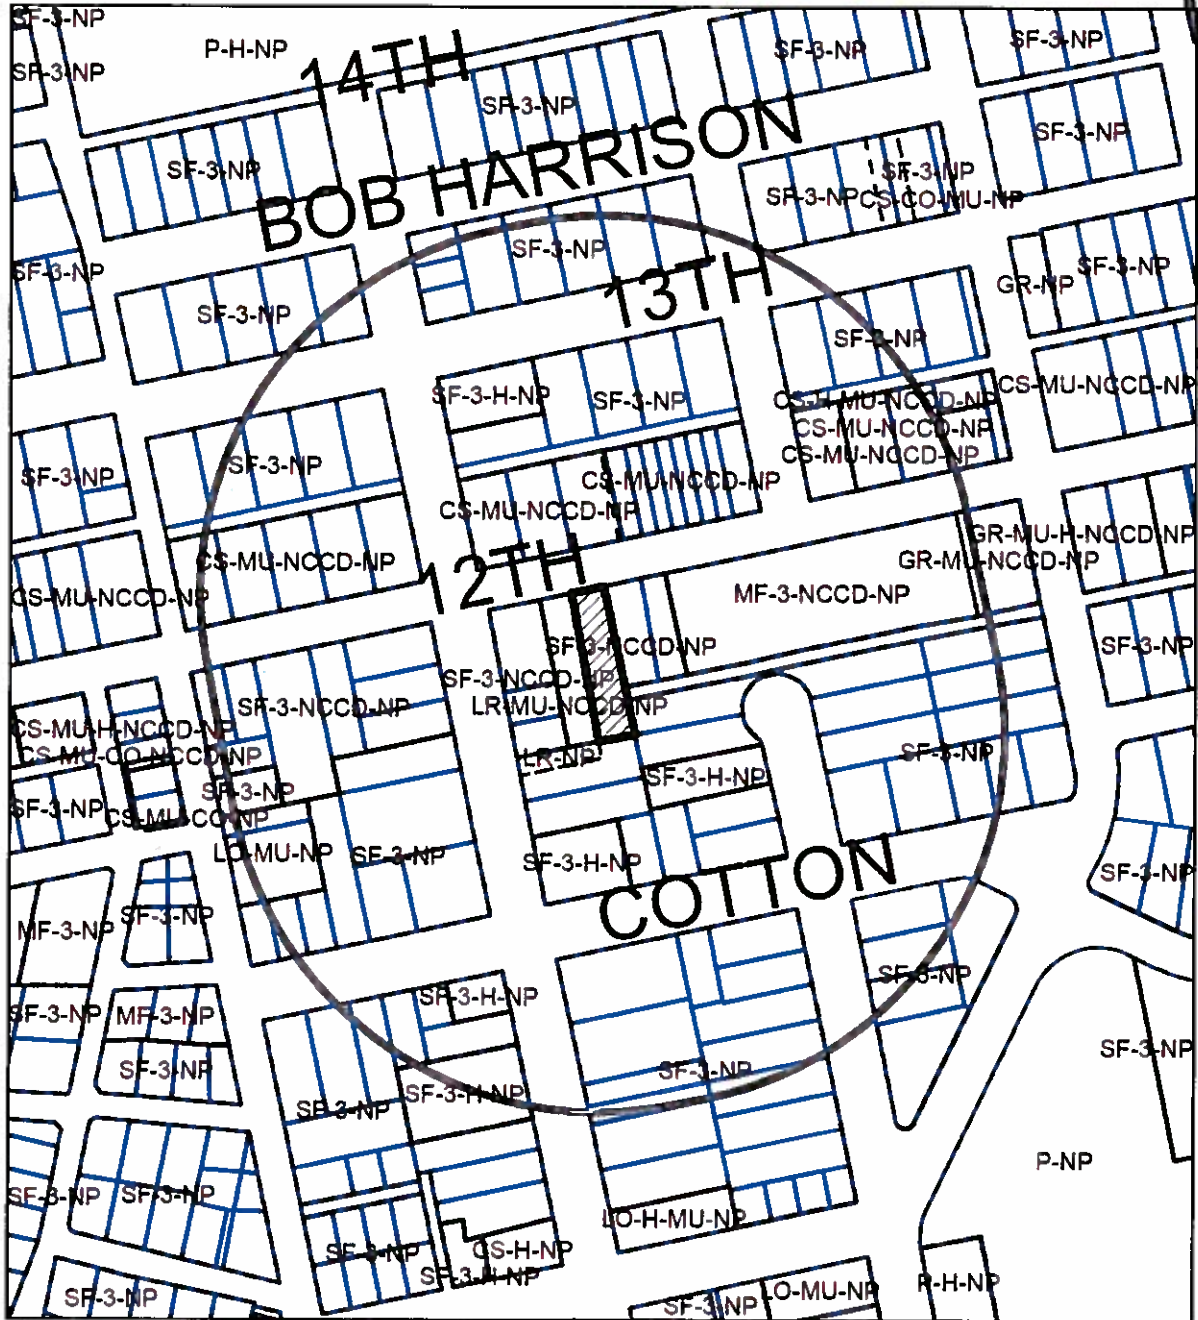 SF-3-NP
P-H-NP
14TH
SF-3-NP
SF-3-NP
SF-3-NP
SF-3-NP
SF-3-NP
SF-3-NP
BOB HARRISON
SF-3-NP
SF-3-NP
SF-3-NP
CS-CO-MU-NP
SF-3-NP
SF-3-NP
SF-3-NP
13TH
GR-NP
SF-3-NP
SF-3-NP
SF-3-NP
SF-3-H-NP
SF-3-NP
CS-H-MU-NCCD-NP
CS-MU-NCCD-NP
CS-MU-NCCD-NP
CS-MU-NCCD-NP
SF-3-NP
SF-3-NP
CS-MU-NCCD-NP
CS-MU-NCCD-NP
12TH
CS-MU-NCCD-NP
CS-MU-NCCD-NP
MF-3-NCCD-NP
GR-MU-H-NCCD-NP
GR-MU-NCCD-NP
SF-3-NCCD-NP
SF-3-NCCD-NP
LR-MU-NCCD-NP
SF-3-NP
SF-3-NCCD-NP
CS-MU-H-NCCD-NP
CS-MU-CO-NCCD-NP
LR-NP
SF-3-H-NP
SF-3-NP
SF-3-NP
SF-3-NP
CS-MU-CO-NP
LO-MU-NP
SF-3-NP
SF-3-H-NP
COTTON
SF-3-NP
MF-3-NP
SF-3-NP
SF-3-NP
SF-3-NP
MF-3-NP
SF-3-H-NP
SF-3-NP
SF-3-NP
SF-3-NP
SF-3-H-NP
SF-3-NP
SF-3-NP
P-NP
SF-3-NP
SF-3-NP
LO-H-MU-NP
SF-3-NP
CS-H-NP
SF-3-H-NP
SF-3-NP
SF-3-NP
LO-MU-NP
P-H-NP